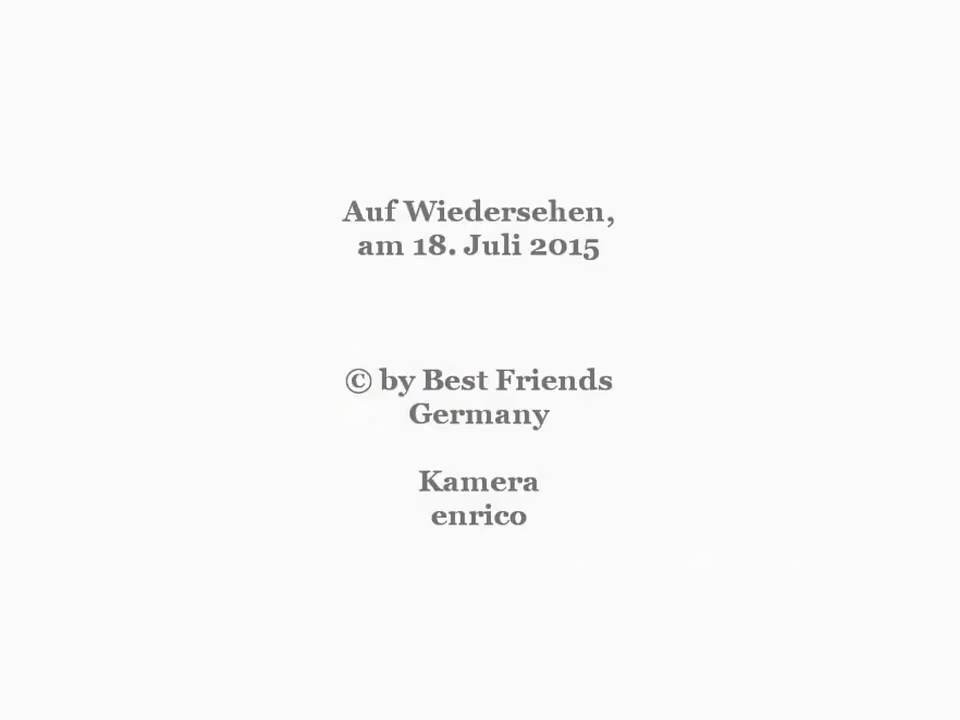 Auf Wiedersehen,
am 18. Juli 2015
© by Best Friends
Germany
Kamera
enrico